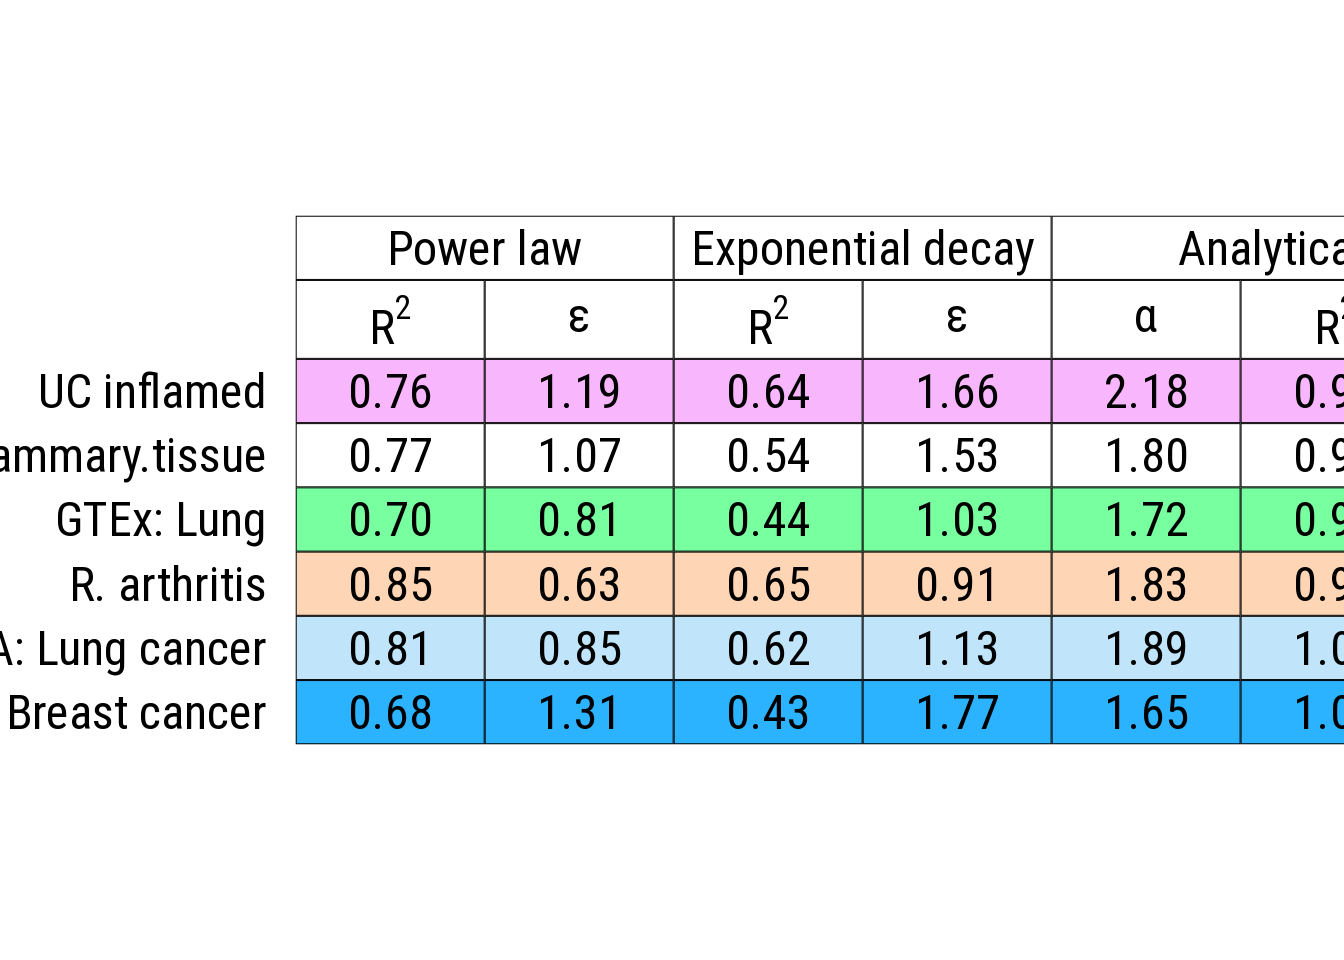 Power law Exponential decay Analytica
R² ε R² ε α R²
UC inflamed 0.76 1.19 0.64 1.66 2.18 0.9
ammary.tissue 0.77 1.07 0.54 1.53 1.80 0.9
GTEx: Lung 0.70 0.81 0.44 1.03 1.72 0.9
R. arthritis 0.85 0.63 0.65 0.91 1.83 0.9
A: Lung cancer 0.81 0.85 0.62 1.13 1.89 1.0
Breast cancer 0.68 1.31 0.43 1.77 1.65 1.0